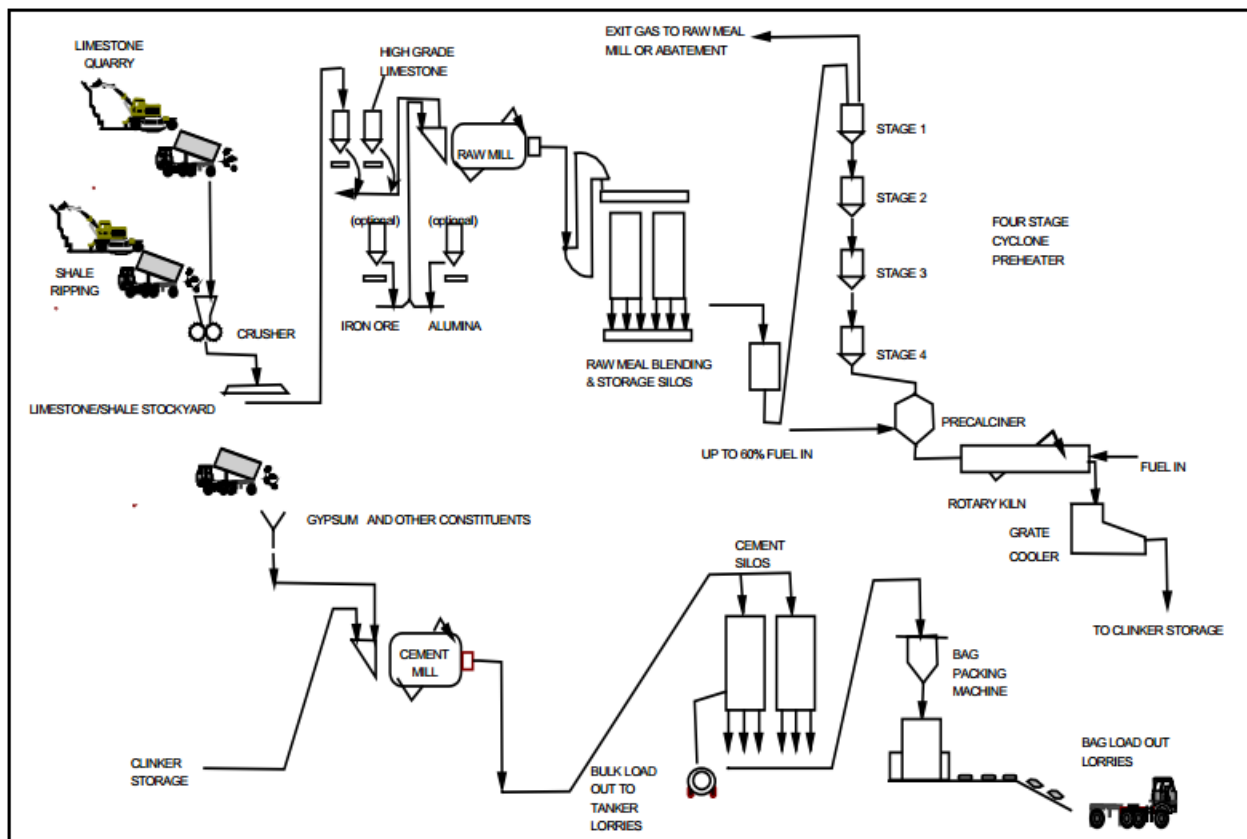 LIMESTONE
QUARRY
HIGH GRADE
LIMESTONE
EXIT GAS TO RAW MEAL
MILL OR ABATEMENT
STAGE 1
RAW MILL
STAGE 2
(optional)
(optional)
FOUR STAGE
CYCLONE
PREHEATER
SHALE
RIPPING
STAGE 3
CRUSHER
IRON ORE
ALUMINA
STAGE 4
RAW MEAL BLENDING
& STORAGE SILOS
LIMESTONE/SHALE STOCKYARD
PRECALCINER
UP TO 60% FUEL IN
FUEL IN
ROTARY KILN
GYPSUM AND OTHER CONSTITUENTS
GRATE
COOLER
CEMENT
SILOS
TO CLINKER STORAGE
CEMENT
MILL
BAG
PACKING
MACHINE
CLINKER
STORAGE
BULK LOAD
OUT TO
TANKER
LORRIES
BAG LOAD OUT
LORRIES